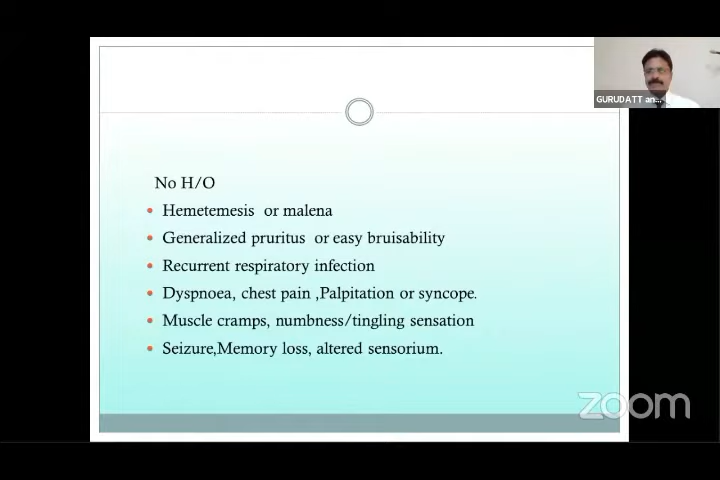 GURUDATT an...
No H/O
Hemetemesis or malena
Generalized pruritus or easy bruisability
Recurrent respiratory infection
Dyspnoea, chest pain ,Palpitation or syncope.
Muscle cramps, numbness/tingling sensation
Seizure,Memory loss, altered sensorium.
zoom